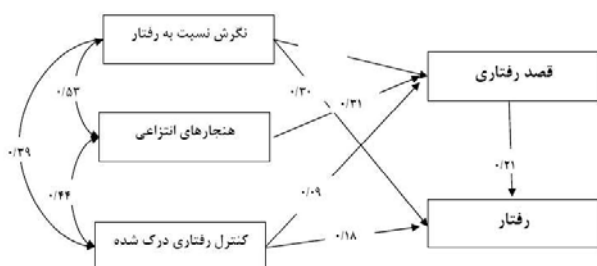 نگرش نسبت به رفتار
قصد رفتاری
۰/۵۳
۰/۳۰
۰/۳۱
هنجارهای انتزاعی
۰/۳۹
۰/۲۱
۰/۴۴
۰/۰۹
رفتار
کنترل رفتاری درک شده
۰/۱۸